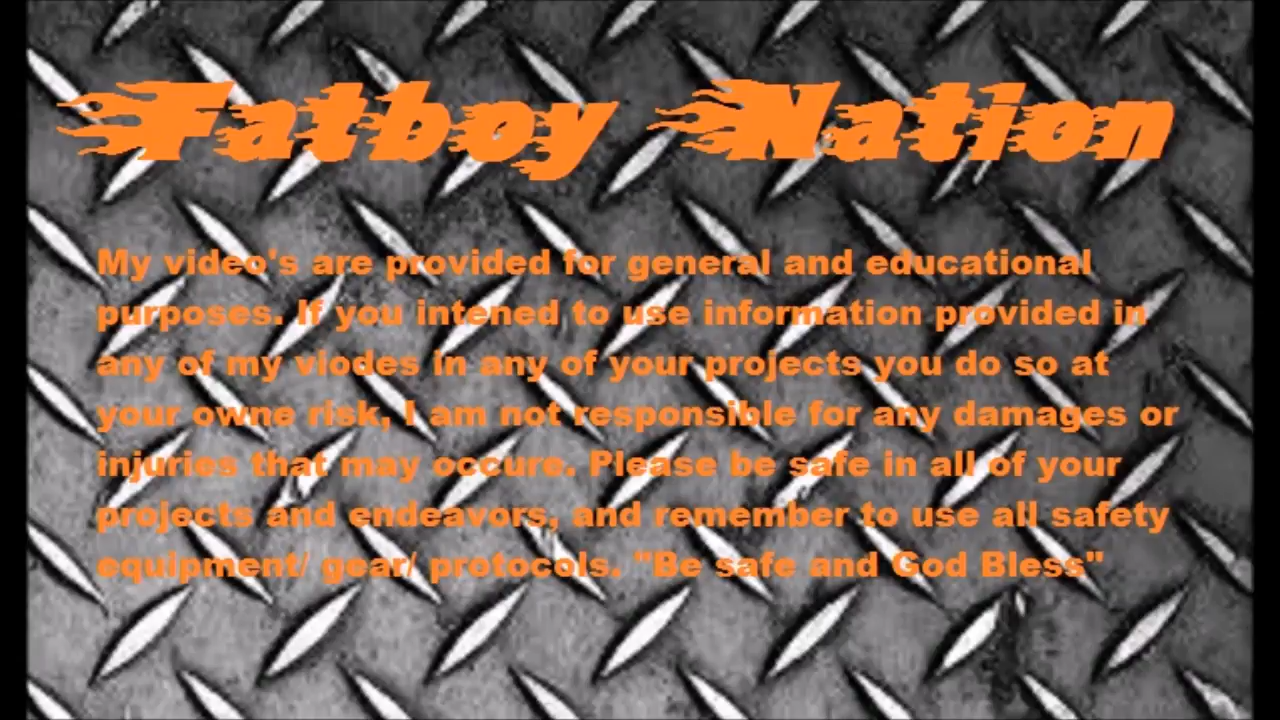 Fatboy Nation
My video's are provided for general and educational
purposes. If you intened to use information provided in
any of my viodes in any of your projects you do so at
your owne risk, I am not responsible for any damages or
injuries that may occure. Please be safe in all of your
projects and endeavors, and remember to use all safety
equipment/ gear/ protocols. "Be safe and God Bless"